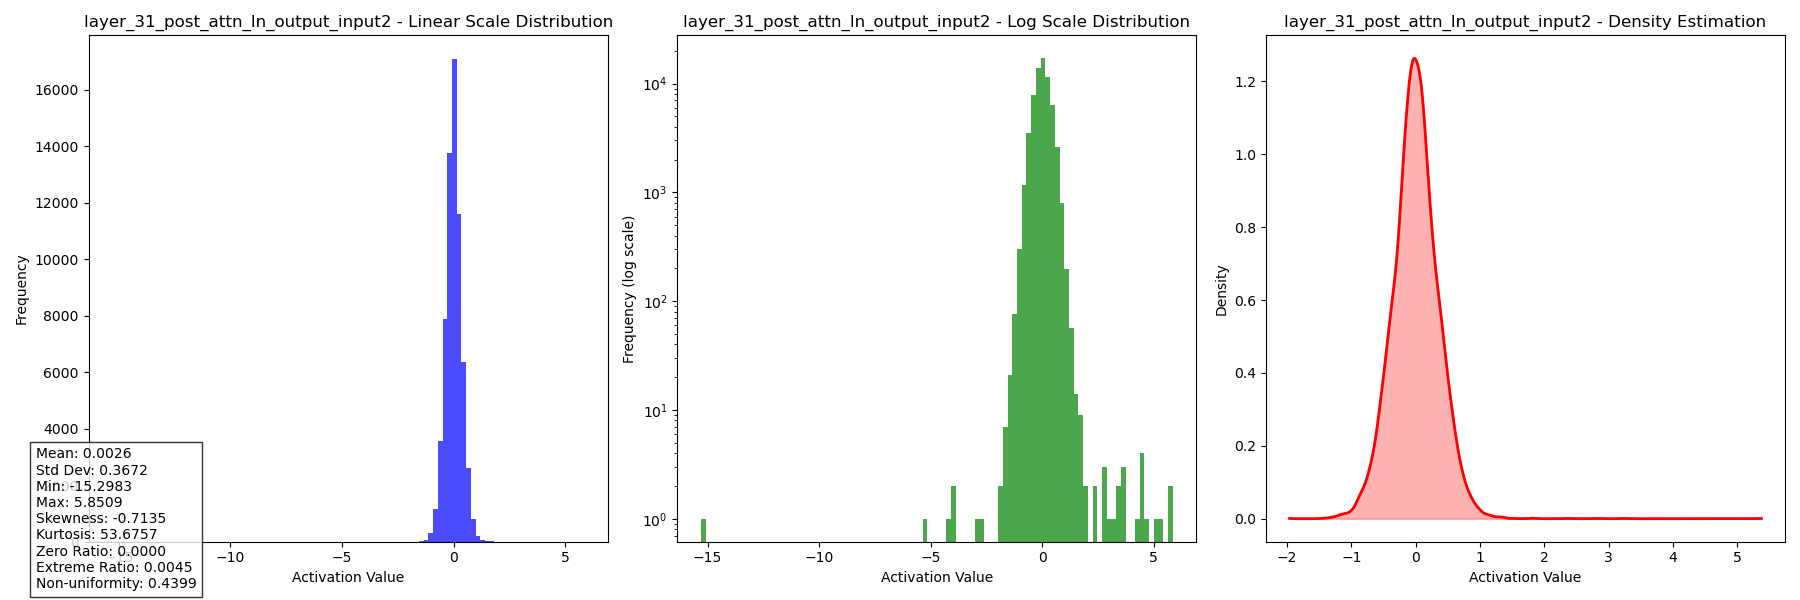 layer_31_post_attn_ln_output_input2 - Linear Scale Distribution
layer_31_post_attn_ln_output_input2 - Log Scale Distribution
layer_31_post_attn_ln_output_input2 - Density Estimation
Frequency
16000
14000
12000
10000
8000
6000
4000
Mean: 0.0026
Std Dev: 0.3672
Min: -15.2983
Max: 5.8509
Skewness: -0.7135
Kurtosis: 53.6757
Zero Ratio: 0.0000
Extreme Ratio: 0.0045
Non-uniformity: 0.4399
−10
−5
0
5
Activation Value
Frequency (log scale)
10⁴
10³
10²
10¹
10⁰
−15
−10
−5
0
5
Activation Value
Density
1.2
1.0
0.8
0.6
0.4
0.2
0.0
−2
−1
0
1
2
3
4
5
Activation Value